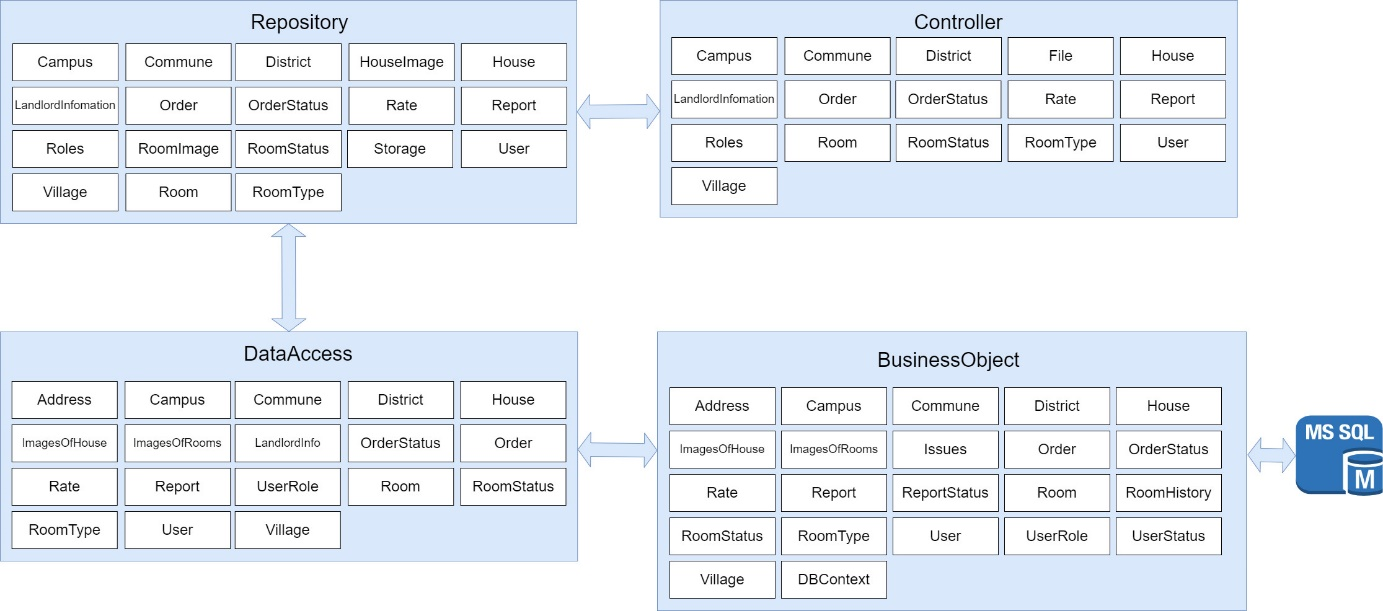 Repository
Campus Commune District HouseImage House
LandlordInfomation Order OrderStatus Rate Report
Roles RoomImage RoomStatus Storage User
Village Room RoomType
Controller
Campus Commune District File House
LandlordInfomation Order OrderStatus Rate Report
Roles Room RoomStatus RoomType User
Village
DataAccess
Address Campus Commune District House
ImagesOfHouse ImagesOfRooms LandlordInfo OrderStatus Order
Rate Report UserRole Room RoomStatus
RoomType User Village
BusinessObject
Address Campus Commune District House
ImagesOfHouse ImagesOfRooms Issues Order OrderStatus
Rate Report ReportStatus Room RoomHistory
RoomStatus RoomType User UserRole UserStatus
Village DBContext
MS SQL
M